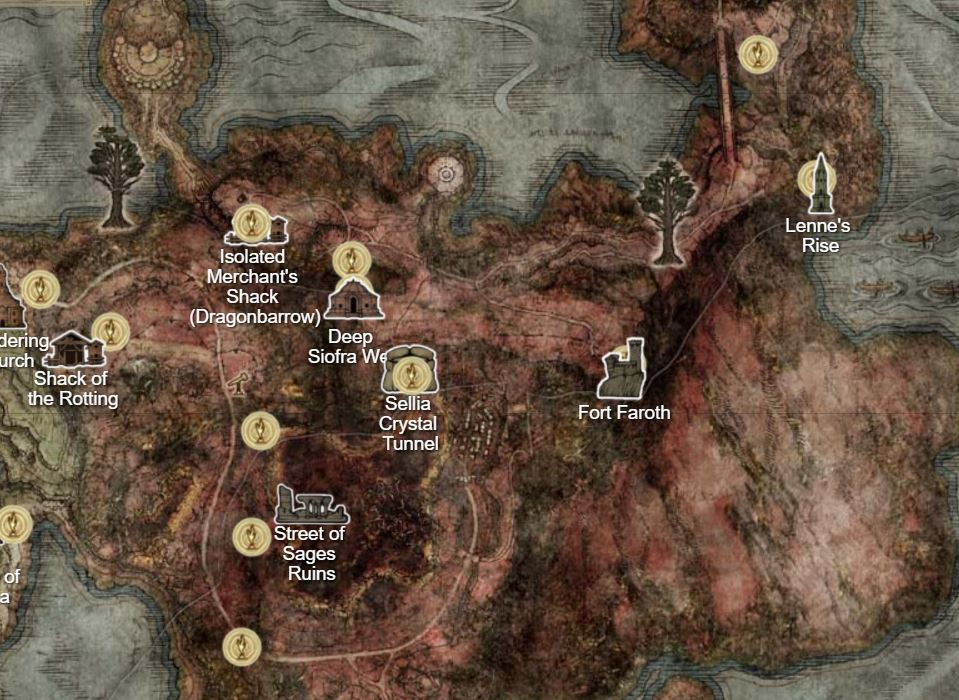 Lenne's
Rise
Isolated
Merchant's
Shack
(Dragonbarrow)
Deep
Siofra We
dering
urch
Shack of
the Rotting
Sellia
Crystal
Tunnel
Fort Faroth
Street of
Sages
Ruins
of
a